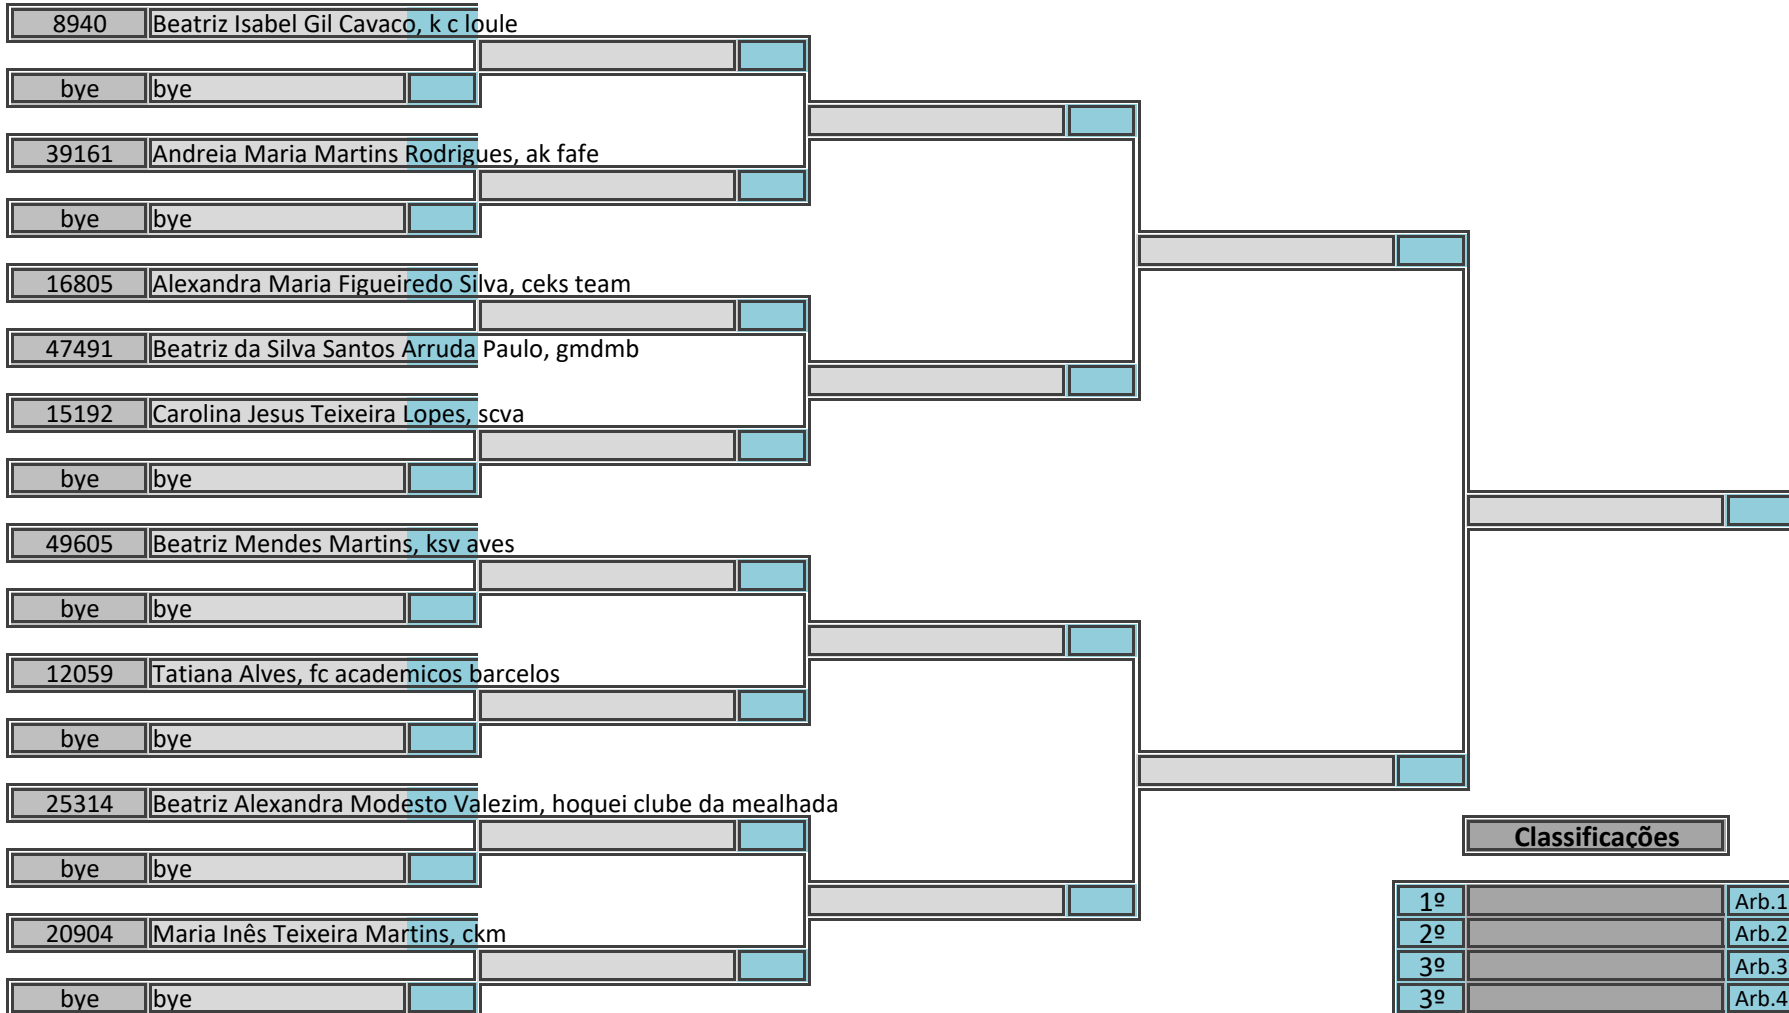 8940 Beatriz Isabel Gil Cavaco, k c loule
bye bye
39161 Andreia Maria Martins Rodrigues, ak fafe
bye bye
16805 Alexandra Maria Figueiredo Silva, ceks team
47491 Beatriz da Silva Santos Arruda Paulo, gmdmb
15192 Carolina Jesus Teixeira Lopes, scva
bye bye
49605 Beatriz Mendes Martins, ksv aves
bye bye
12059 Tatiana Alves, fc academicos barcelos
bye bye
25314 Beatriz Alexandra Modesto Valezim, hoquei clube da mealhada
bye bye
20904 Maria Inês Teixeira Martins, ckm
bye bye
Classificações
1º Arb.1
2º Arb.2
3º Arb.3
3º Arb.4